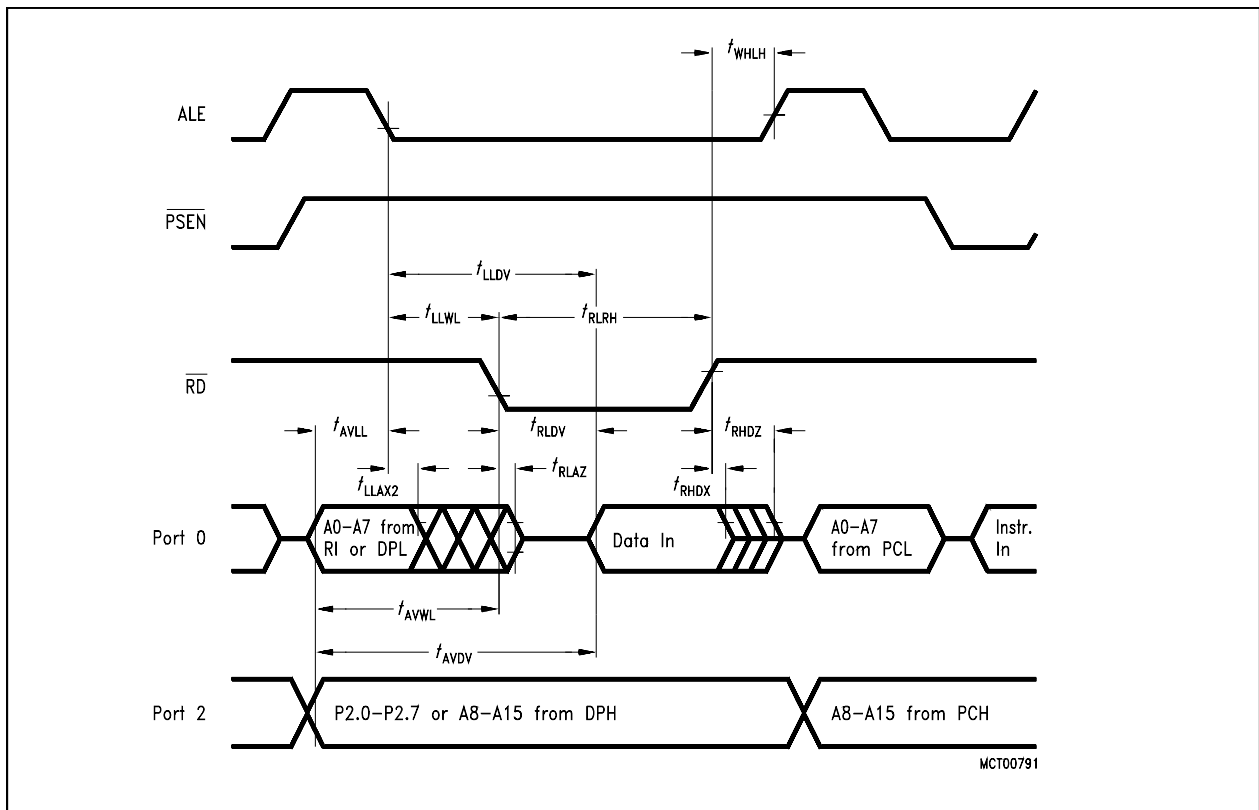 tWHLH
ALE
PSEN
tLLDV
tLLWL
tRLRH
RD
tAVLL
tRLDV
tRHDZ
tRLAZ
tLLAX2
tRHDX
Port 0
A0–A7 from
RI or DPL
Data In
A0–A7
from PCL
Instr.
In
tAVWL
tAVDV
Port 2
P2.0–P2.7 or A8–A15 from DPH
A8–A15 from PCH
MCT00791